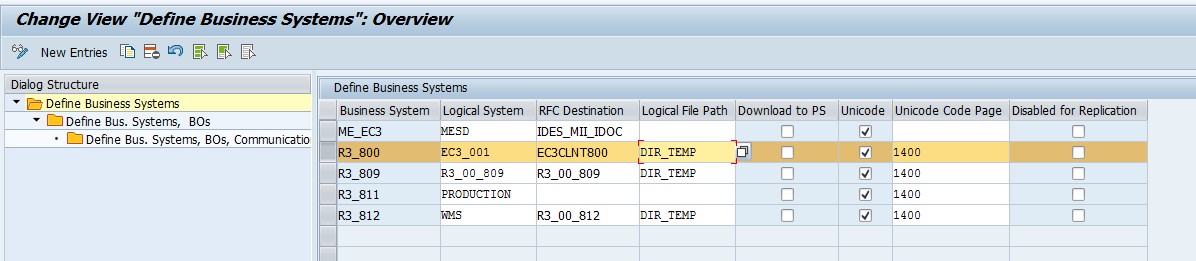 Change View "Define Business Systems": Overview
New Entries
Dialog Structure
Define Business Systems
Define Bus. Systems, BOs
Define Bus. Systems, BOs, Communicatio
Define Business Systems
Business System Logical System RFC Destination Logical File Path Download to PS Unicode Unicode Code Page Disabled for Replication
ME_EC3 MESD IDES_MII_IDOC
R3_800 EC3_001 EC3CLNT800 DIR_TEMP 1400
R3_809 R3_00_809 R3_00_809 DIR_TEMP 1400
R3_811 PRODUCTION 1400
R3_812 WMS R3_00_812 DIR_TEMP 1400